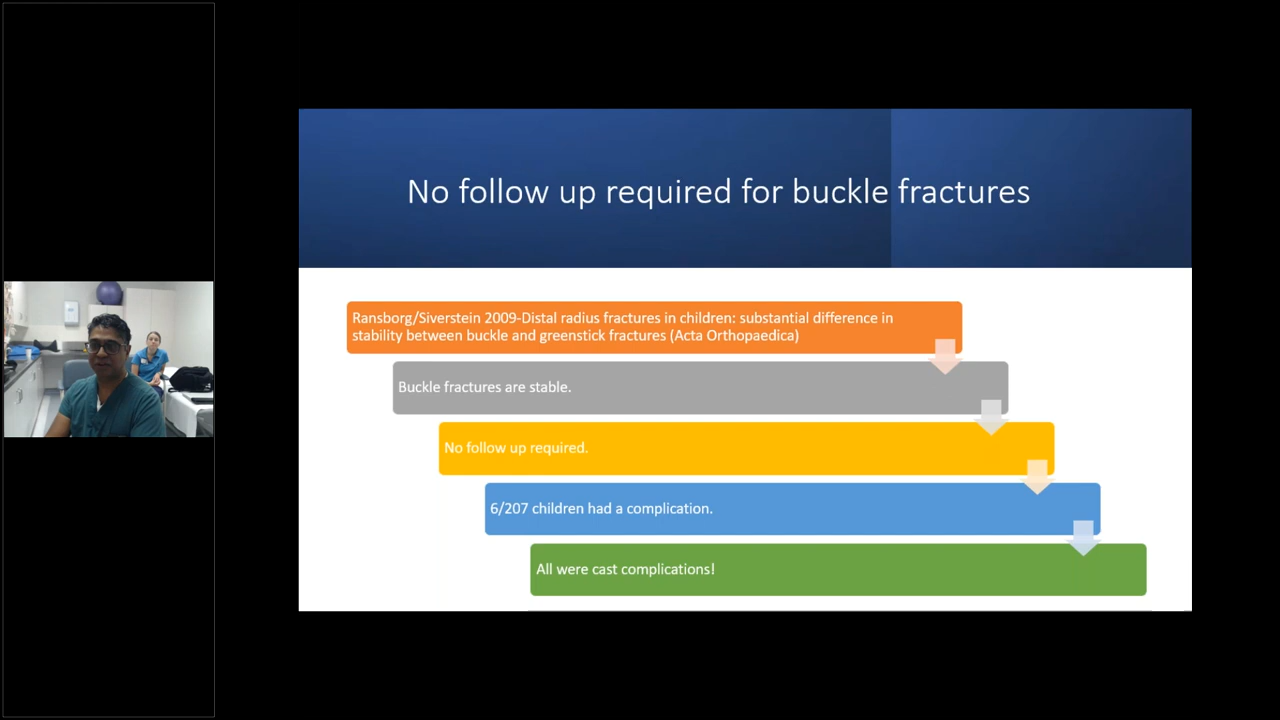 No follow up required for buckle fractures
Ransborg/Siverstein 2009-Distal radius fractures in children: substantial difference in
stability between buckle and greenstick fractures (Acta Orthopaedica)
Buckle fractures are stable.
No follow up required.
6/207 children had a complication.
All were cast complications!